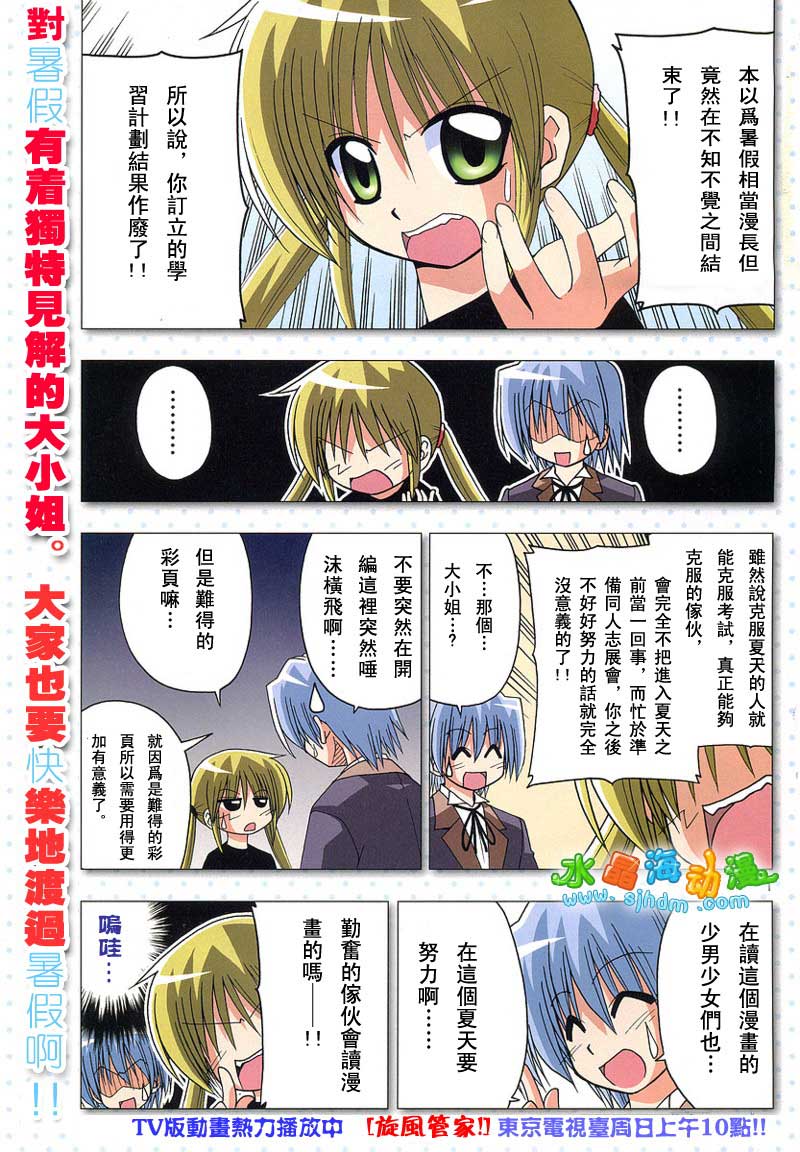 對暑假有着獨特見解的大小姐。大家也要快樂地渡過暑假啊!!
本以爲暑假相當漫長但
竟然在不知不覺之間結
束了!!
所以說，你訂立的學
習計劃結果作廢了!!
……
……
雖然說克服夏天的人就
能克服考試，真正能夠
克服的傢伙，
會完全不把進入夏天之
前當一回事，而忙於準
備同人志展會，你之後
不好好努力的話就完全
沒意義的了!!
不…那個…
大小姐…?
不要突然在開
編這裡突然唾
沫橫飛啊……
但是難得的
彩頁嘛…
就因爲是難得的彩
頁所以需要用得更
加有意義了。
水晶海动漫
www.sjhdm.com
在讀這個漫畫的
少男少女們也…
在這個夏天要
努力啊……
勤奮的傢伙會讀漫
畫的嗎——!!
嗚哇…
TV版動畫熱力播放中 【旋風管家!】東京電視臺周日上午10點!!